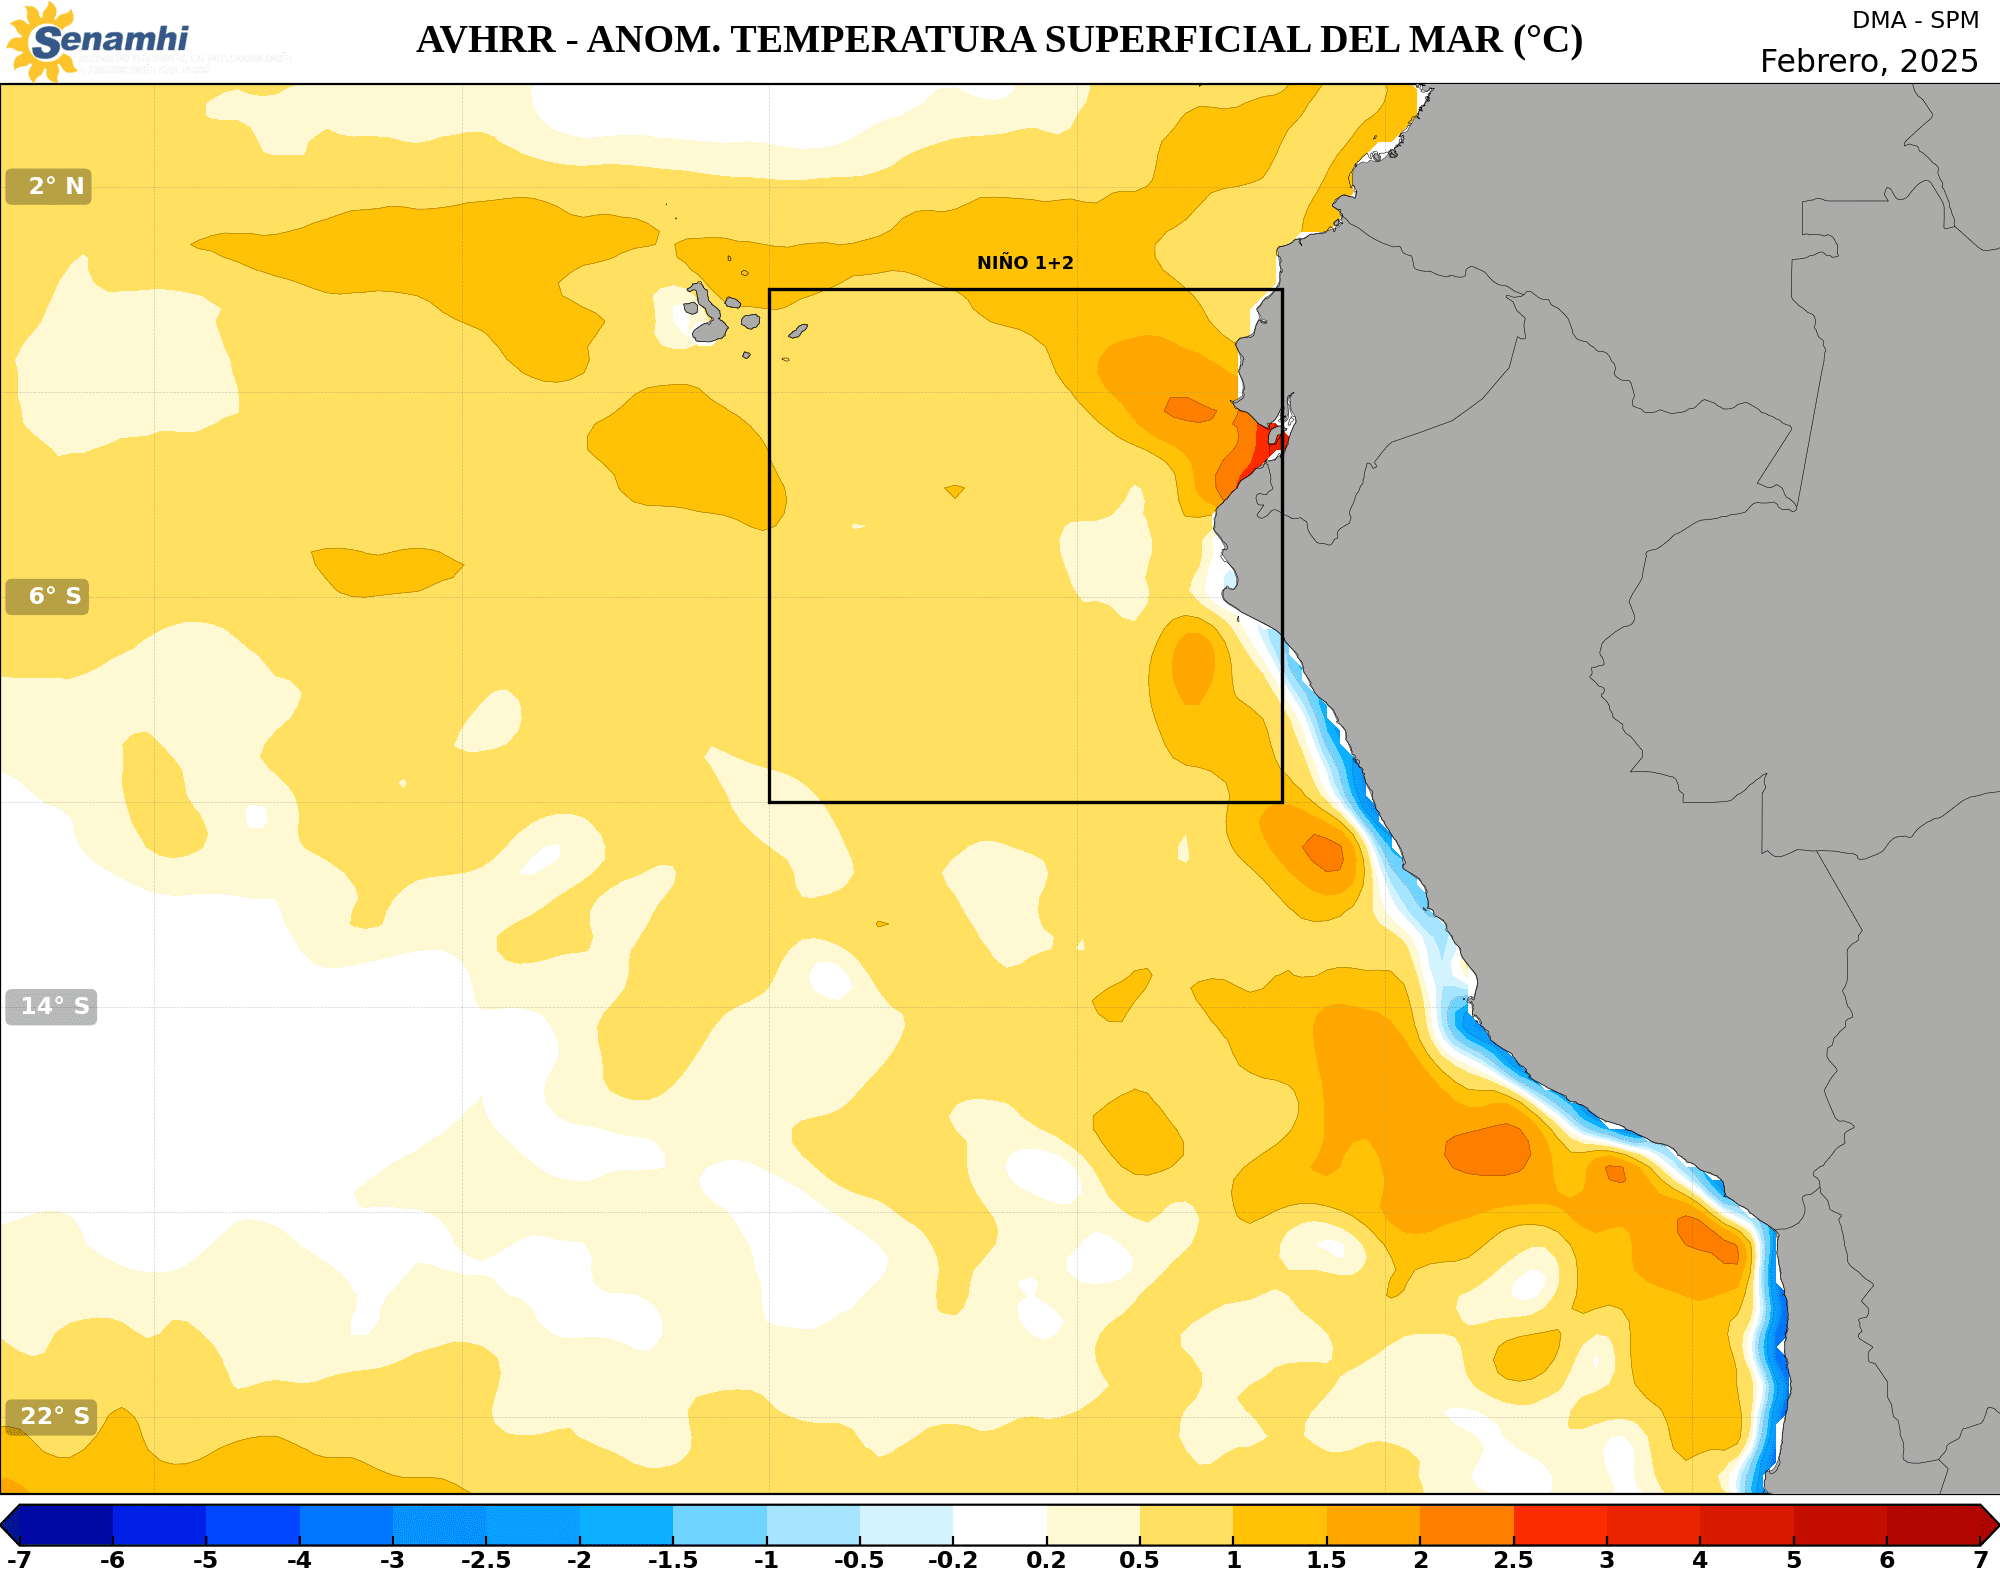 Senamhi
AVHRR - ANOM. TEMPERATURA SUPERFICIAL DEL MAR (°C)
DMA - SPM
Febrero, 2025
2° N
NIÑO 1+2
6° S
14° S
22° S
-7 -6 -5 -4 -3 -2.5 -2 -1.5 -1 -0.5 -0.2 0.2 0.5 1 1.5 2 2.5 3 4 5 6 7